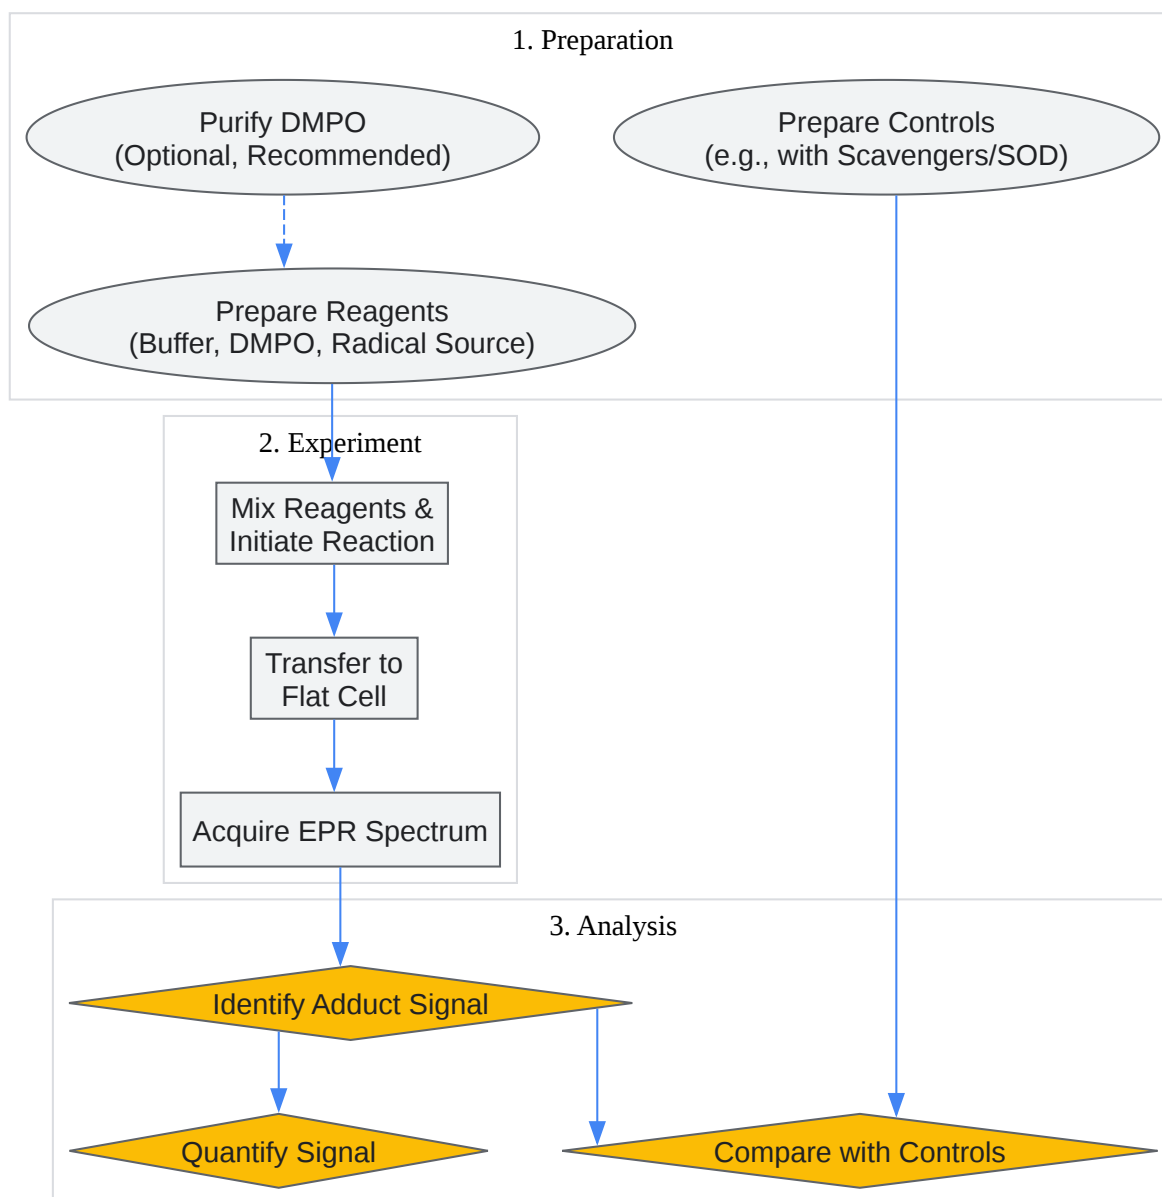 1. Preparation
Purify DMPO
(Optional, Recommended)
Prepare Controls
(e.g., with Scavengers/SOD)
Prepare Reagents
(Buffer, DMPO, Radical Source)
2. Experiment
Mix Reagents &
Initiate Reaction
Transfer to
Flat Cell
Acquire EPR Spectrum
3. Analysis
Identify Adduct Signal
Quantify Signal
Compare with Controls